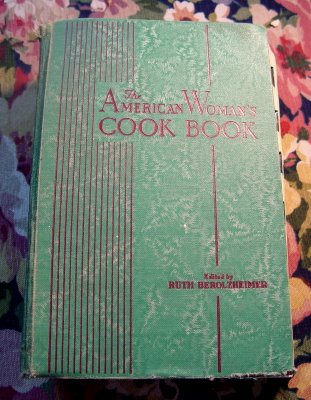 The
AMERICAN WOMAN'S
COOK BOOK
Edited by
RUTH BEROLZHEIMER